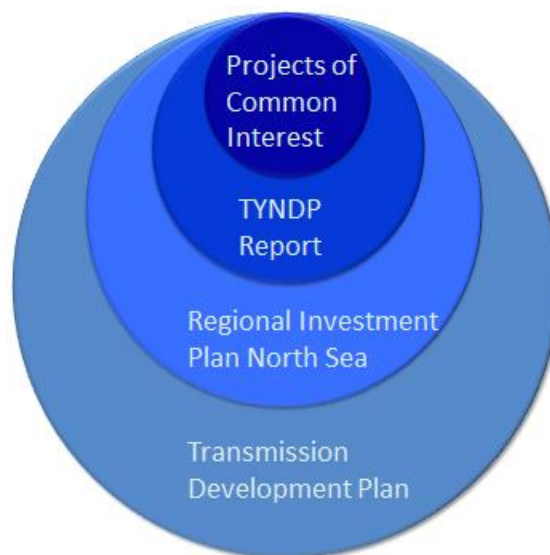 Projects of
Common
Interest
TYNDP
Report
Regional Investment
Plan North Sea
Transmission
Development Plan